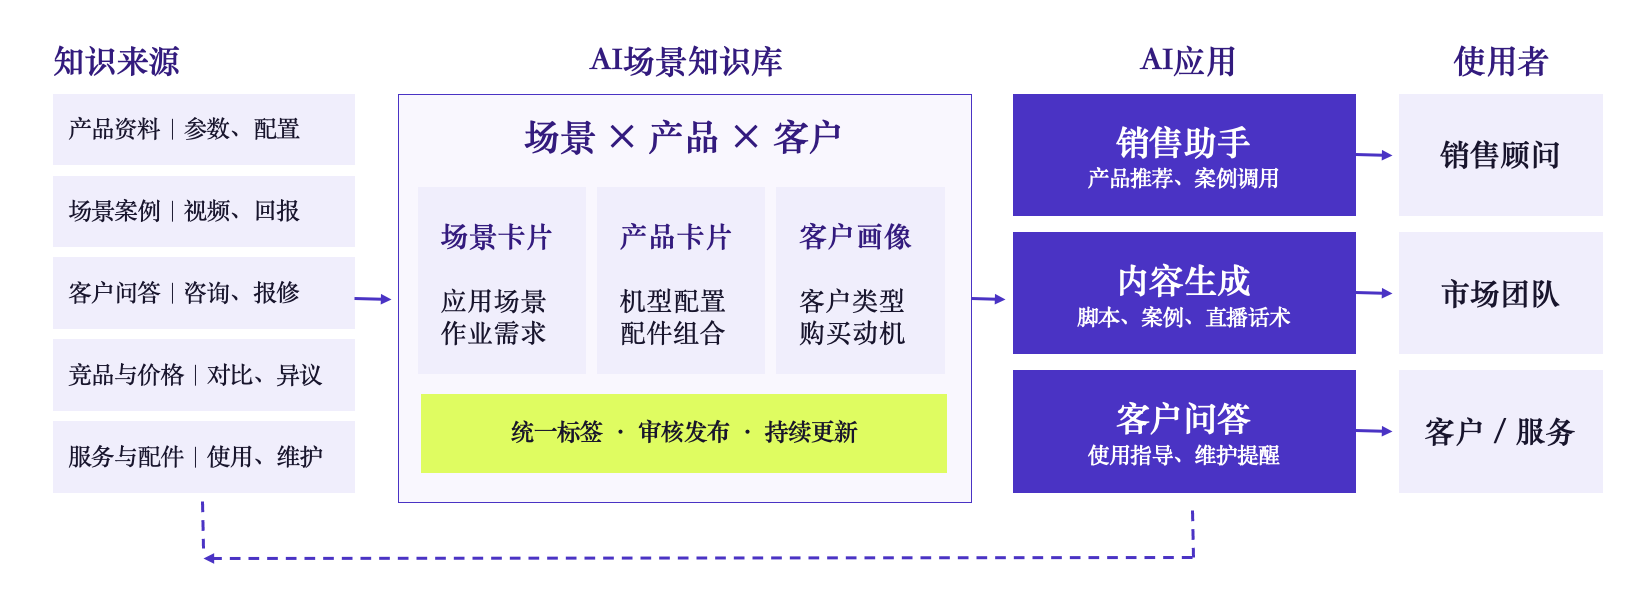 知识来源
产品资料｜参数、配置
场景案例｜视频、回报
客户问答｜咨询、报修
竞品与价格｜对比、异议
服务与配件｜使用、维护
AI场景知识库
场景 × 产品 × 客户
场景卡片
应用场景
作业需求
产品卡片
机型配置
配件组合
客户画像
客户类型
购买动机
统一标签 · 审核发布 · 持续更新
AI应用
销售助手
产品推荐、案例调用
内容生成
脚本、案例、直播话术
客户问答
使用指导、维护提醒
使用者
销售顾问
市场团队
客户 / 服务